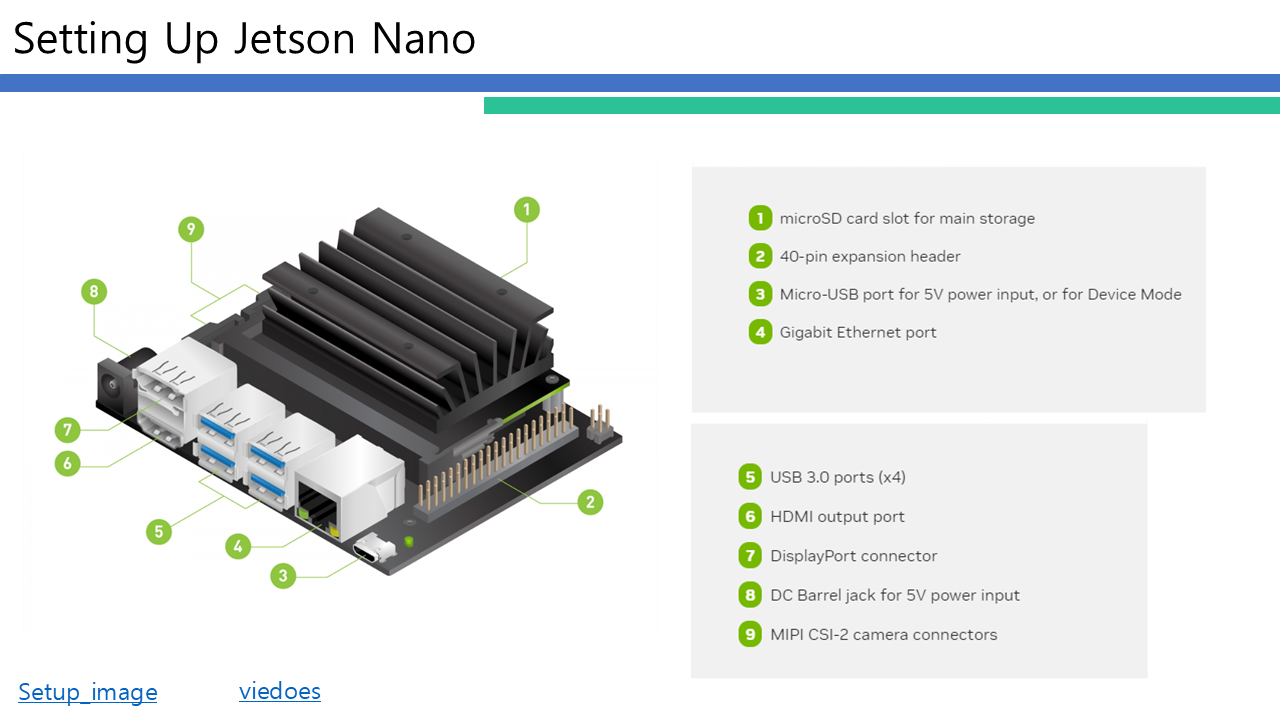 Setting Up Jetson Nano
1 microSD card slot for main storage
2 40-pin expansion header
3 Micro-USB port for 5V power input, or for Device Mode
4 Gigabit Ethernet port
5 USB 3.0 ports (x4)
6 HDMI output port
7 DisplayPort connector
8 DC Barrel jack for 5V power input
9 MIPI CSI-2 camera connectors
1
9
8
7
6
5
4
3
2
Setup_image
viedoes